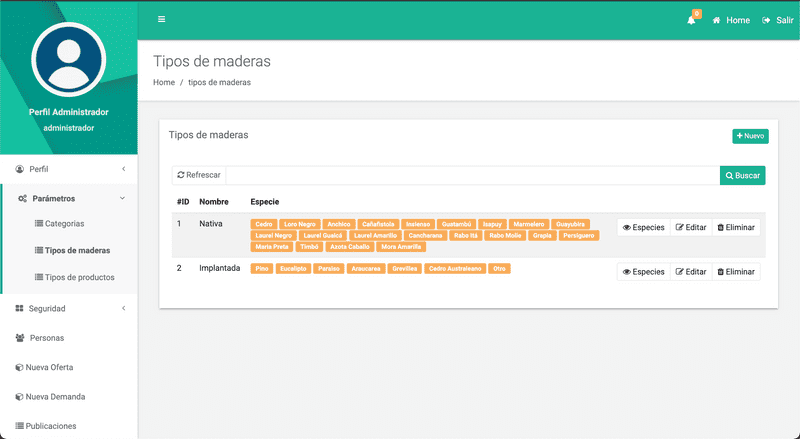 0
Home
Salir
Perfil Administrador
administrador
Perfil
Parámetros
Categorias
Tipos de maderas
Tipos de productos
Seguridad
Personas
Nueva Oferta
Nueva Demanda
Publicaciones
Tipos de maderas
Home / tipos de maderas
Tipos de maderas
Nuevo
Refrescar
Buscar
#ID Nombre Especie
1 Nativa
Cedro Loro Negro Anchico Cañafístola Insienso Guatambú Isapuy Marmelero Guayubira
Laurel Negro Laurel Guaicá Laurel Amarillo Cancharana Rabo Itá Rabo Molle Grapia Persiguero
María Preta Timbó Azota Caballo Mora Amarilla
Especies Editar Eliminar
2 Implantada
Pino Eucalipto Paraíso Araucarea Grevillea Cedro Australeano Otro
Especies Editar Eliminar